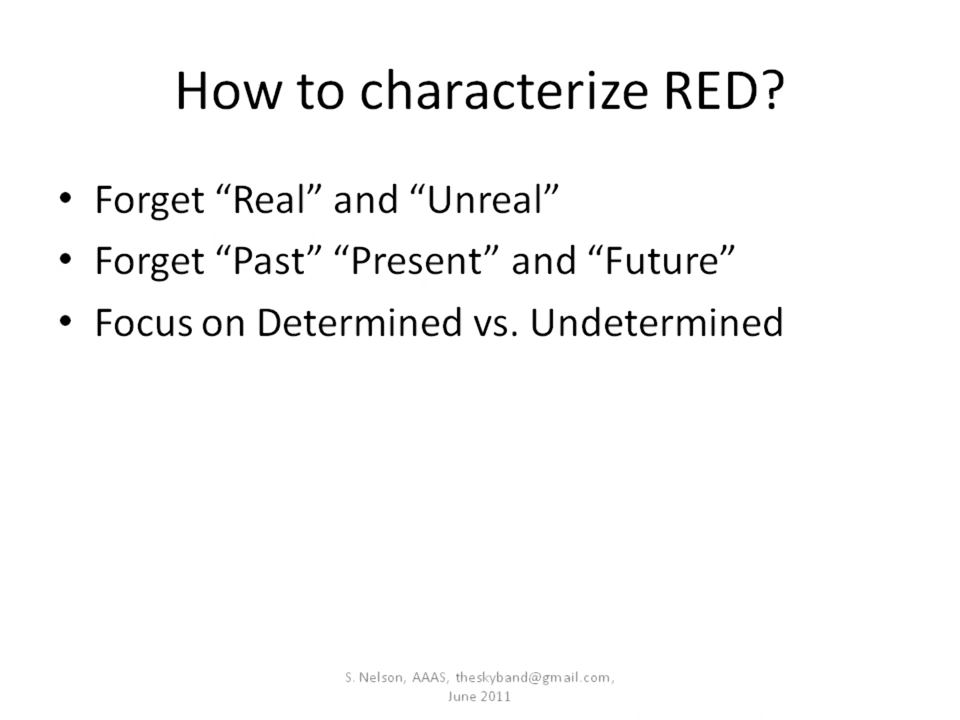 How to characterize RED?
• Forget “Real” and “Unreal”
• Forget “Past” “Present” and “Future”
• Focus on Determined vs. Undetermined
S. Nelson, AAAS, theskyband@gmail.com,
June 2011